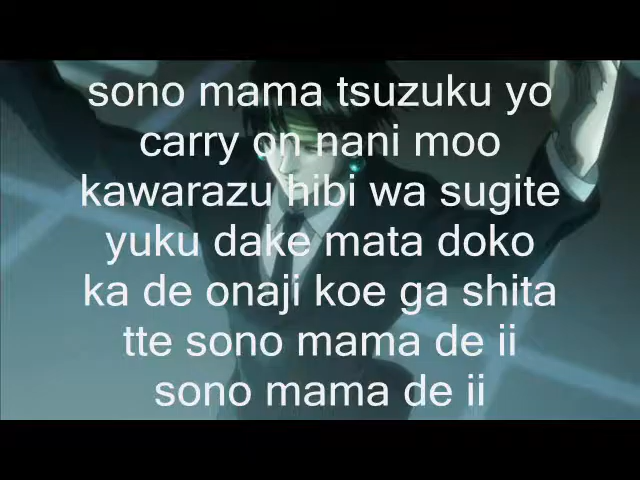 sono mama tsuzuku yo
carry on nani moo
kawarazu hibi wa sugite
yuku dake mata doko
ka de onaji koe ga shita
tte sono mama de ii
sono mama de ii